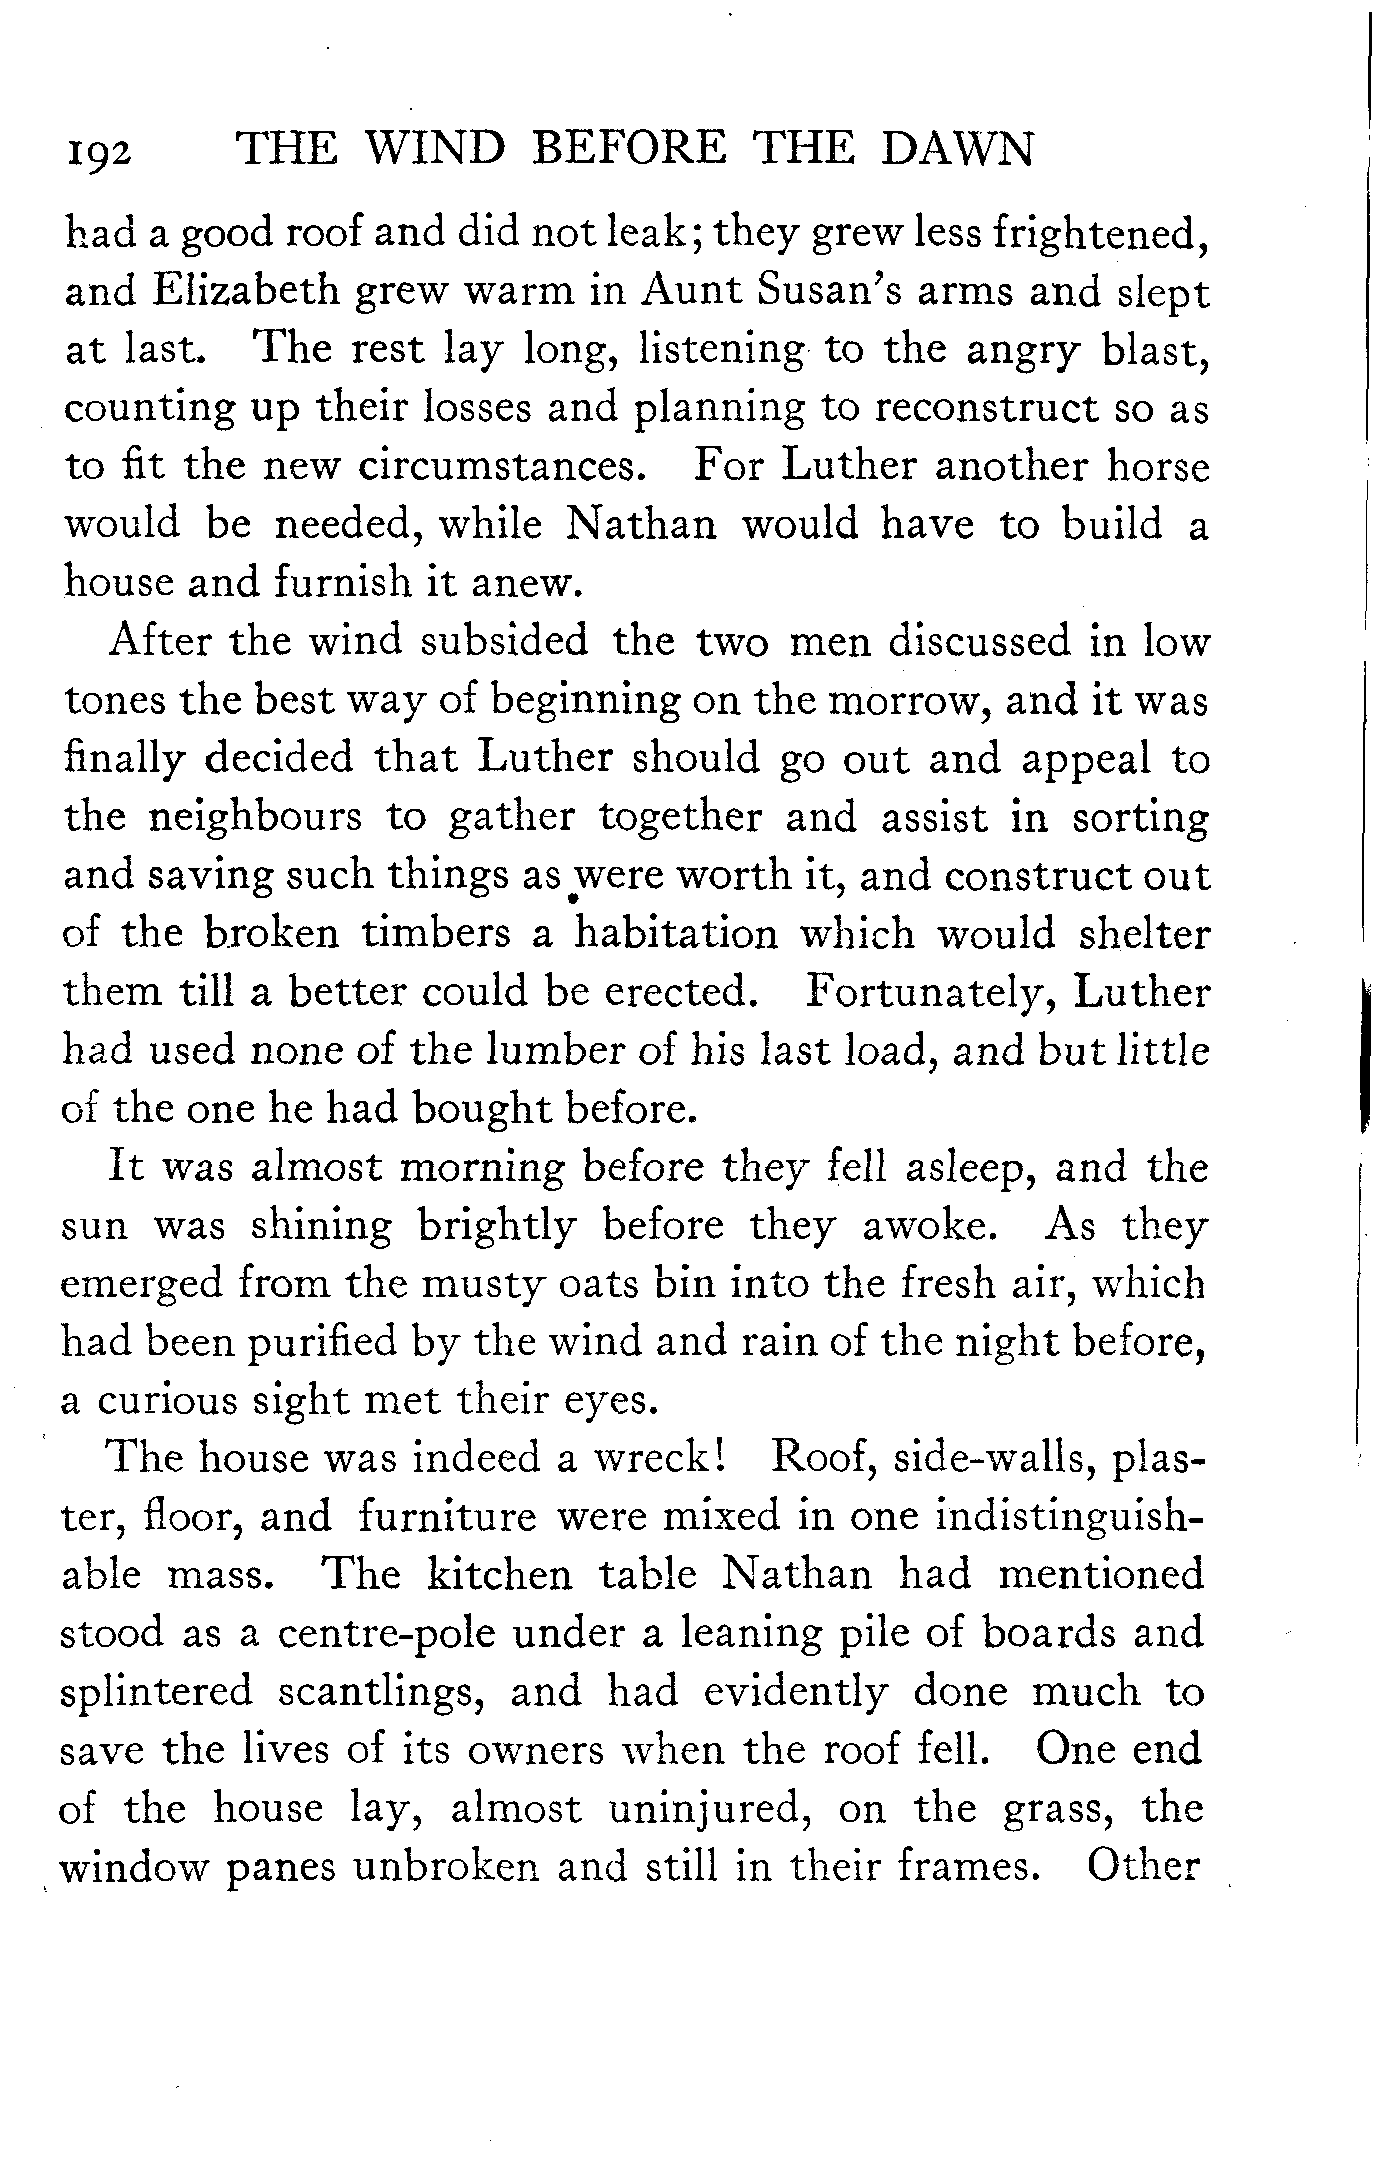 192 THE WIND BEFORE THE DAWN
had a good roof and did not leak; they grew less frightened,
and Elizabeth grew warm in Aunt Susan's arms and slept
at last. The rest lay long, listening to the angry blast,
counting up their losses and planning to reconstruct so as
to fit the new circumstances. For Luther another horse
would be needed, while Nathan would have to build a
house and furnish it anew.
After the wind subsided the two men discussed in low
tones the best way of beginning on the morrow, and it was
finally decided that Luther should go out and appeal to
the neighbours to gather together and assist in sorting
and saving such things as were worth it, and construct out
of the broken timbers a habitation which would shelter
them till a better could be erected. Fortunately, Luther
had used none of the lumber of his last load, and but little
of the one he had bought before.
It was almost morning before they fell asleep, and the
sun was shining brightly before they awoke. As they
emerged from the musty oats bin into the fresh air, which
had been purified by the wind and rain of the night before,
a curious sight met their eyes.
The house was indeed a wreck! Roof, side-walls, plas-
ter, floor, and furniture were mixed in one indistinguish-
able mass. The kitchen table Nathan had mentioned
stood as a centre-pole under a leaning pile of boards and
splintered scantlings, and had evidently done much to
save the lives of its owners when the roof fell. One end
of the house lay, almost uninjured, on the grass, the
window panes unbroken and still in their frames. Other